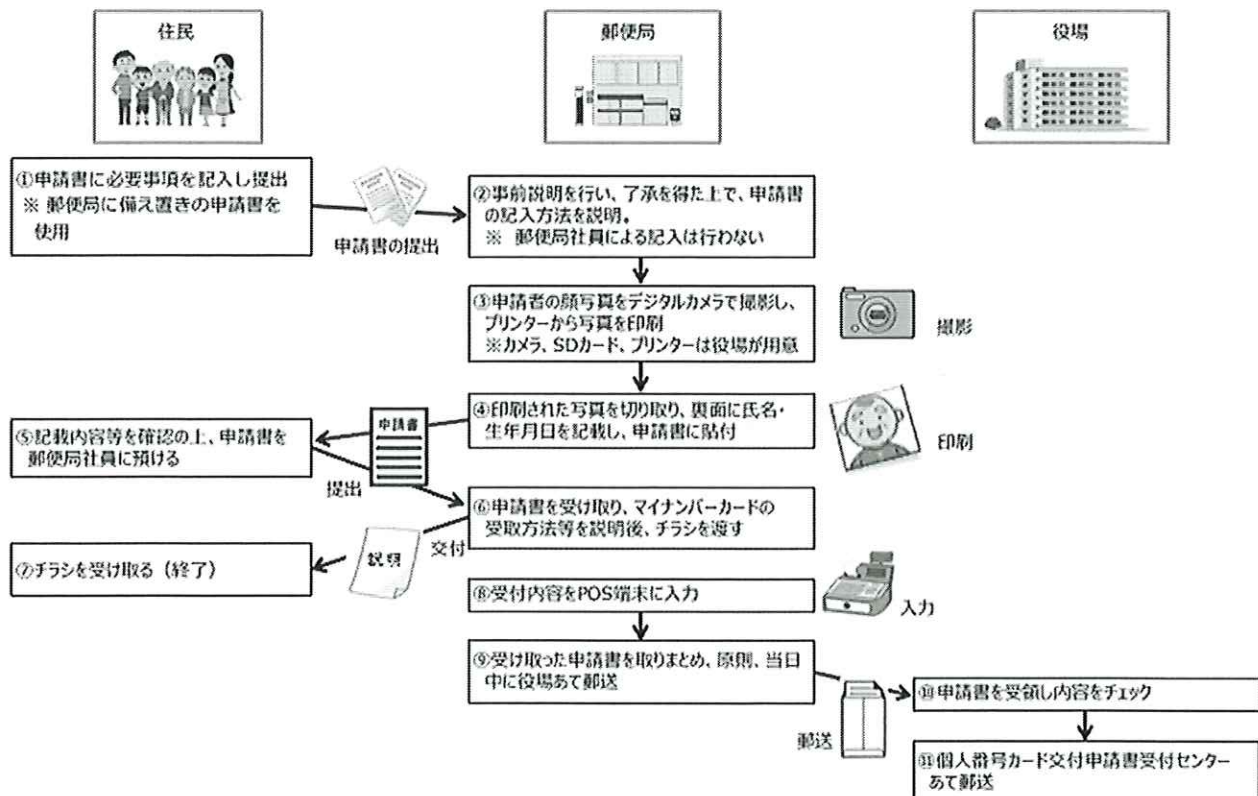 住民
郵便局
役場
①申請書に必要事項を記入し提出
※ 郵便局に備え置きの申請書を
使用
申請書の提出
②事前説明を行い、了承を得た上で、申請書
の記入方法を説明。
※ 郵便局社員による記入は行わない
③申請者の顔写真をデジタルカメラで撮影し、
プリンターから写真を印刷
※カメラ、SDカード、プリンターは役場が用意
撮影
④印刷された写真を切り取り、裏面に氏名・
生年月日を記載し、申請書に貼付
印刷
申請書
⑤記載内容等を確認の上、申請書を
郵便局社員に預ける
提出
⑥申請書を受け取り、マイナンバーカードの
受取方法等を説明後、チラシを渡す
説明
交付
⑦チラシを受け取る（終了）
⑧受付内容をPOS端末に入力
入力
⑨受け取った申請書を取りまとめ、原則、当日
中に役場あて郵送
郵送
⑩申請書を受領し内容をチェック
⑪個人番号カード交付申請書受付センター
あて郵送